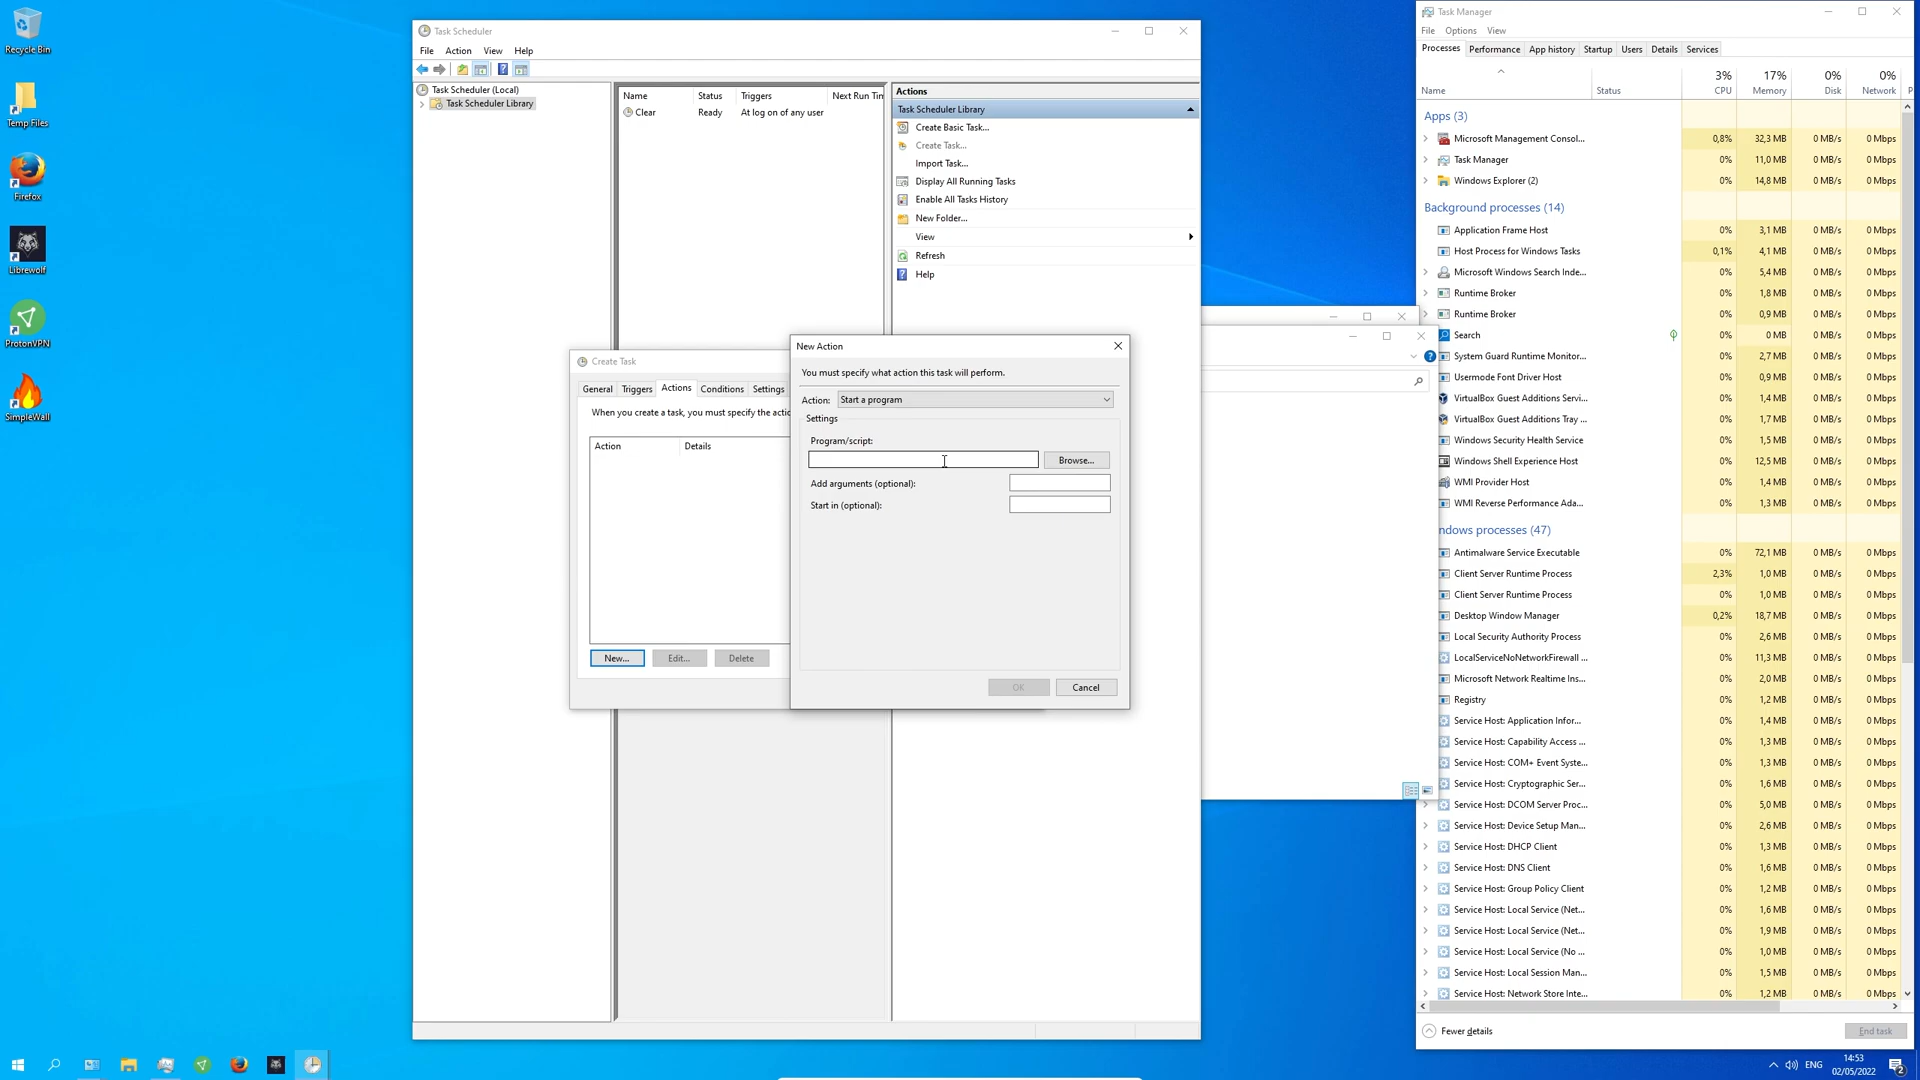 Recycle Bin
Temp Files
Firefox
Librewolf
ProtonVPN
SimpleWall
Task Scheduler
File Action View Help
Task Scheduler (Local)
Task Scheduler Library
Name Status Triggers Next Run Tin
Clear Ready At log on of any user
Actions
Task Scheduler Library
Create Basic Task...
Create Task...
Import Task...
Display All Running Tasks
Enable All Tasks History
New Folder...
View
Refresh
Help
Create Task
General Triggers Actions Conditions Settings
When you create a task, you must specify the actio
Action Details
New... Edit... Delete
New Action
You must specify what action this task will perform.
Action: Start a program
Settings
Program/script:
Browse...
Add arguments (optional):
Start in (optional):
OK Cancel
Task Manager
File Options View
Processes Performance App history Startup Users Details Services
3% 17% 0% 0%
Name Status CPU Memory Disk Network P
Apps (3)
Microsoft Management Consol... 0,8% 32,3 MB 0 MB/s 0 Mbps
Task Manager 0% 11,0 MB 0 MB/s 0 Mbps
Windows Explorer (2) 0% 14,8 MB 0 MB/s 0 Mbps
Background processes (14)
Application Frame Host 0% 3,1 MB 0 MB/s 0 Mbps
Host Process for Windows Tasks 0,1% 4,1 MB 0 MB/s 0 Mbps
Microsoft Windows Search Inde... 0% 5,4 MB 0 MB/s 0 Mbps
Runtime Broker 0% 1,8 MB 0 MB/s 0 Mbps
Runtime Broker 0% 0,9 MB 0 MB/s 0 Mbps
Search 0% 0 MB 0 MB/s 0 Mbps
System Guard Runtime Monitor... 0% 2,7 MB 0 MB/s 0 Mbps
Usermode Font Driver Host 0% 0,9 MB 0 MB/s 0 Mbps
VirtualBox Guest Additions Servi... 0% 1,4 MB 0 MB/s 0 Mbps
VirtualBox Guest Additions Tray ... 0% 1,7 MB 0 MB/s 0 Mbps
Windows Security Health Service 0% 1,5 MB 0 MB/s 0 Mbps
Windows Shell Experience Host 0% 12,5 MB 0 MB/s 0 Mbps
WMI Provider Host 0% 1,4 MB 0 MB/s 0 Mbps
WMI Reverse Performance Ada... 0% 1,3 MB 0 MB/s 0 Mbps
ndows processes (47)
Antimalware Service Executable 0% 72,1 MB 0 MB/s 0 Mbps
Client Server Runtime Process 2,3% 1,0 MB 0 MB/s 0 Mbps
Client Server Runtime Process 0% 1,0 MB 0 MB/s 0 Mbps
Desktop Window Manager 0,2% 18,7 MB 0 MB/s 0 Mbps
Local Security Authority Process 0% 2,6 MB 0 MB/s 0 Mbps
LocalServiceNoNetworkFirewall ... 0% 11,3 MB 0 MB/s 0 Mbps
Microsoft Network Realtime Ins... 0% 2,0 MB 0 MB/s 0 Mbps
Registry 0% 1,2 MB 0 MB/s 0 Mbps
Service Host: Application Infor... 0% 1,4 MB 0 MB/s 0 Mbps
Service Host: Capability Access ... 0% 1,3 MB 0 MB/s 0 Mbps
Service Host: COM+ Event Syste... 0% 1,3 MB 0 MB/s 0 Mbps
Service Host: Cryptographic Ser... 0% 1,6 MB 0 MB/s 0 Mbps
Service Host: DCOM Server Proc... 0% 5,0 MB 0 MB/s 0 Mbps
Service Host: Device Setup Man... 0% 2,6 MB 0 MB/s 0 Mbps
Service Host: DHCP Client 0% 1,3 MB 0 MB/s 0 Mbps
Service Host: DNS Client 0% 1,6 MB 0 MB/s 0 Mbps
Service Host: Group Policy Client 0% 1,2 MB 0 MB/s 0 Mbps
Service Host: Local Service (Net... 0% 1,6 MB 0 MB/s 0 Mbps
Service Host: Local Service (Net... 0% 1,9 MB 0 MB/s 0 Mbps
Service Host: Local Service (No ... 0% 1,0 MB 0 MB/s 0 Mbps
Service Host: Local Session Man... 0% 1,5 MB 0 MB/s 0 Mbps
Service Host: Network Store Inte... 0% 1,2 MB 0 MB/s 0 Mbps
Fewer details End task
ENG 14:53
02/05/2022 2